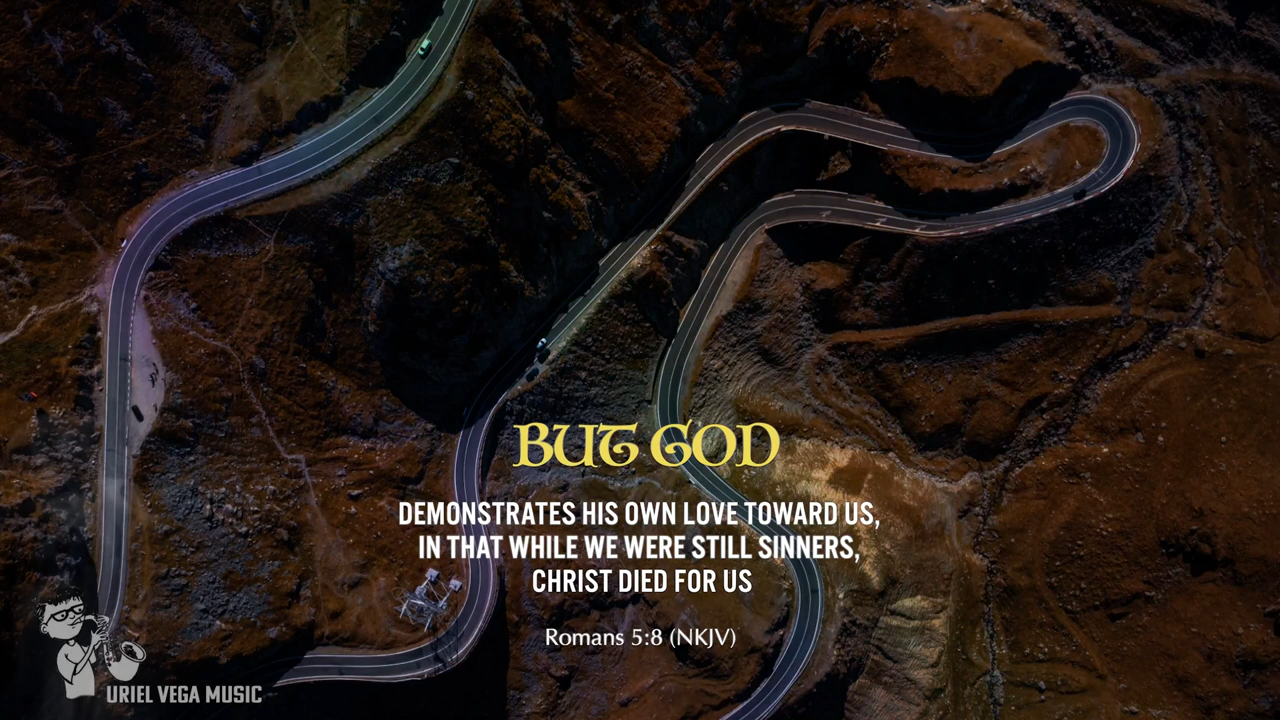 BUT GOD
DEMONSTRATES HIS OWN LOVE TOWARD US,
IN THAT WHILE WE WERE STILL SINNERS,
CHRIST DIED FOR US
Romans 5:8 (NKJV)
URIEL VEGA MUSIC